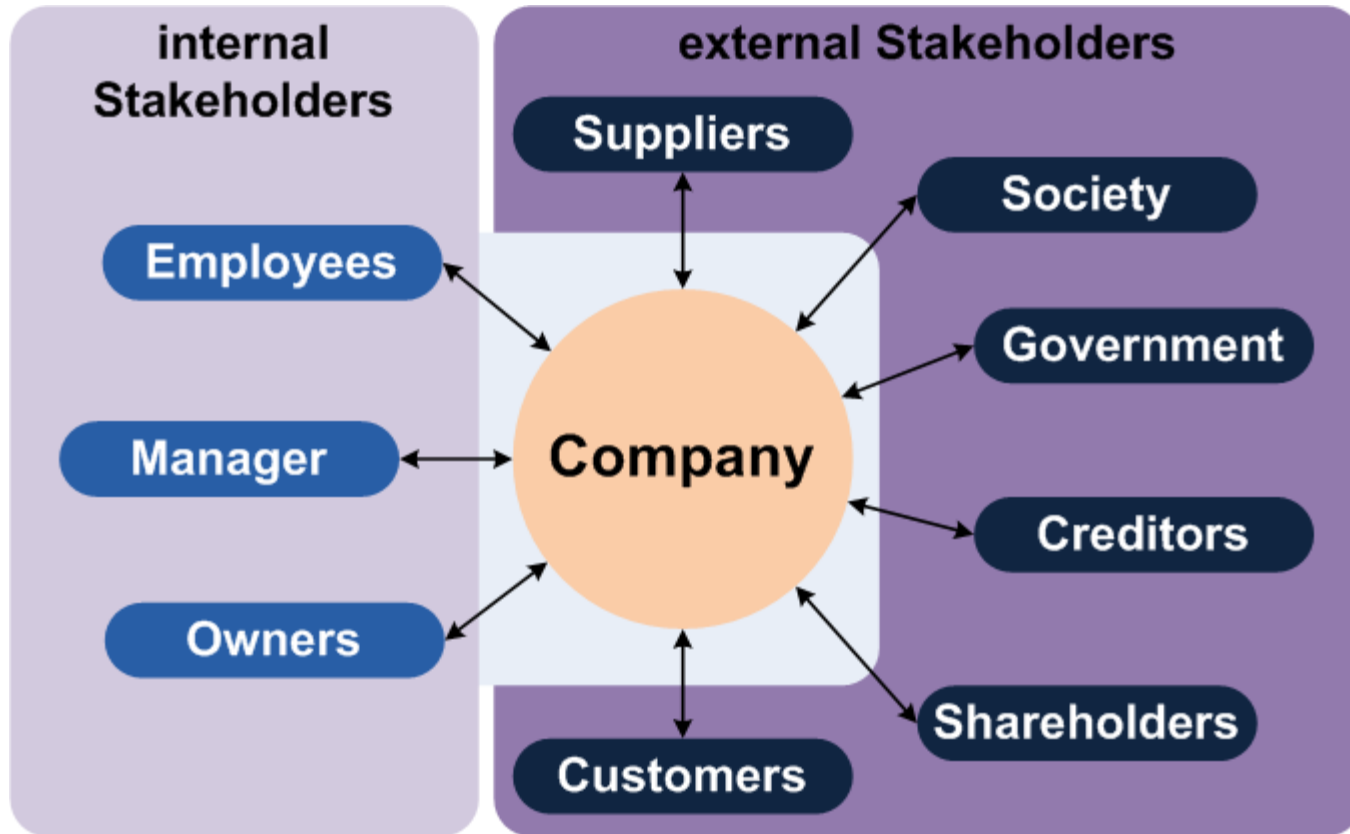 internal
Stakeholders
external Stakeholders
Suppliers
Society
Employees
Government
Manager
Company
Creditors
Owners
Shareholders
Customers